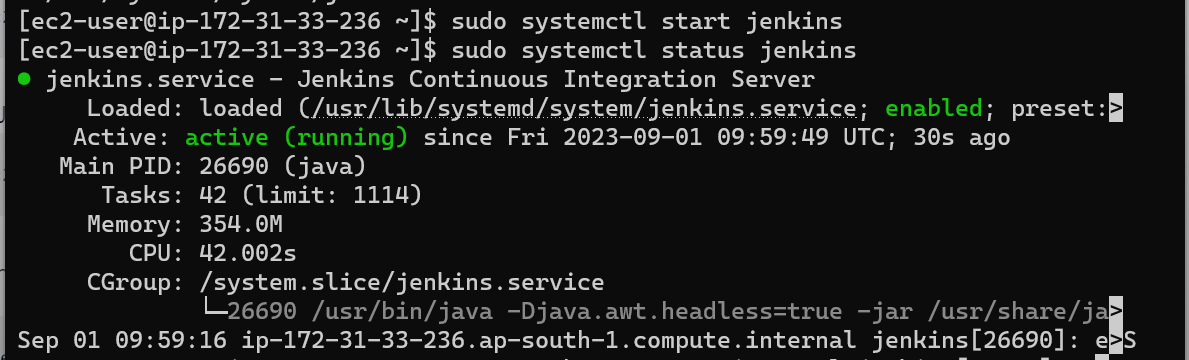 [ec2-user@ip-172-31-33-236 ~]$ sudo systemctl start jenkins
[ec2-user@ip-172-31-33-236 ~]$ sudo systemctl status jenkins
● jenkins.service - Jenkins Continuous Integration Server
Loaded: loaded (/usr/lib/systemd/system/jenkins.service; enabled; preset:>
Active: active (running) since Fri 2023-09-01 09:59:49 UTC; 30s ago
Main PID: 26690 (java)
Tasks: 42 (limit: 1114)
Memory: 354.0M
CPU: 42.002s
CGroup: /system.slice/jenkins.service
└─26690 /usr/bin/java -Djava.awt.headless=true -jar /usr/share/ja>
Sep 01 09:59:16 ip-172-31-33-236.ap-south-1.compute.internal jenkins[26690]: e>S